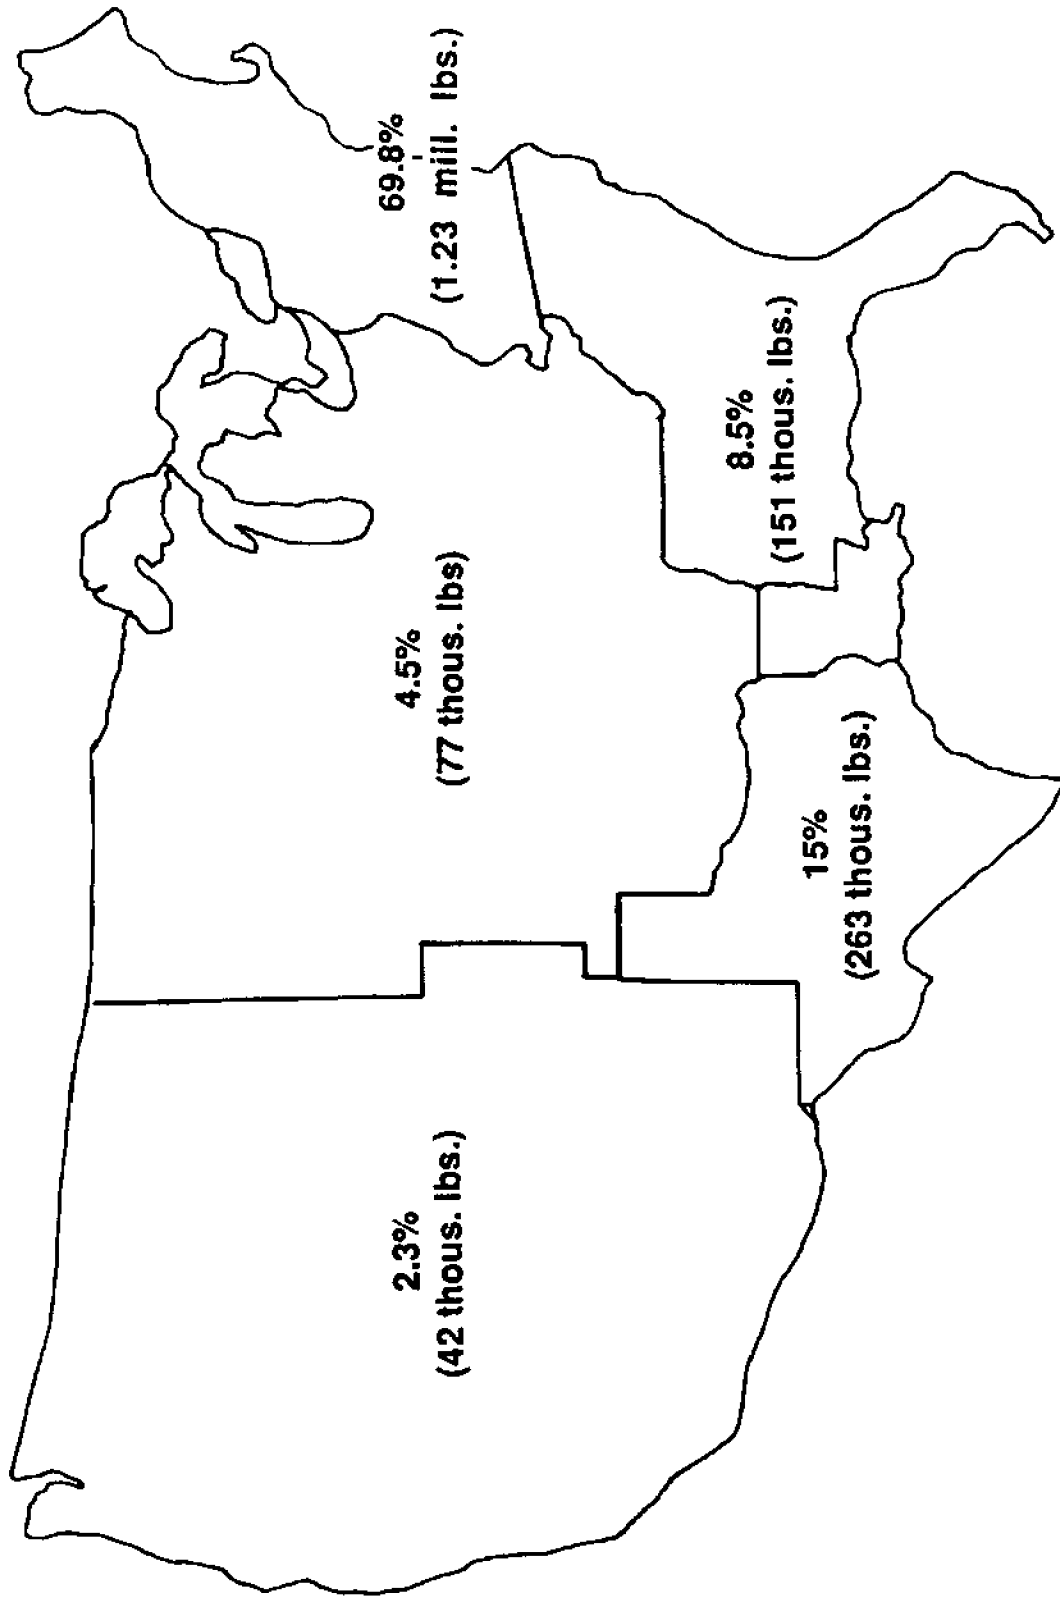 69.8%
(1.23 mill. lbs.)
4.5%
(77 thous. lbs)
2.3%
(42 thous. lbs.)
8.5%
(151 thous. lbs.)
15%
(263 thous. lbs.)